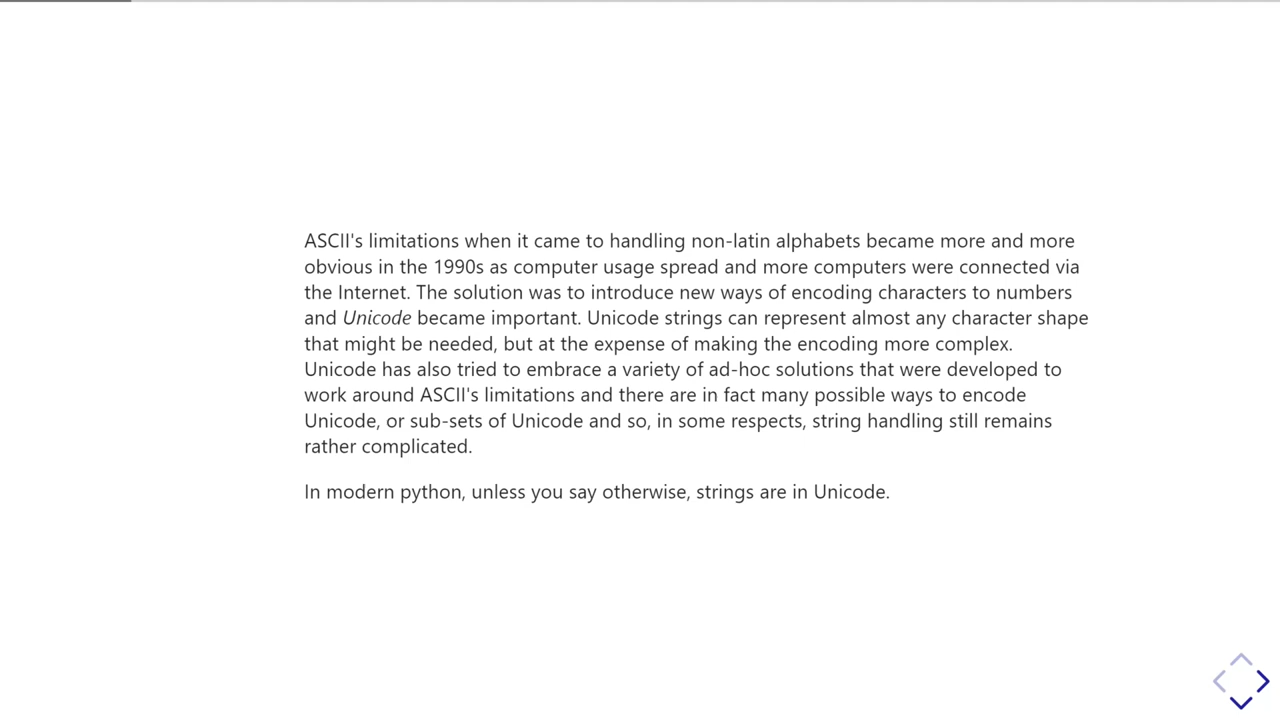 ASCII's limitations when it came to handling non-latin alphabets became more and more
obvious in the 1990s as computer usage spread and more computers were connected via
the Internet. The solution was to introduce new ways of encoding characters to numbers
and Unicode became important. Unicode strings can represent almost any character shape
that might be needed, but at the expense of making the encoding more complex.
Unicode has also tried to embrace a variety of ad-hoc solutions that were developed to
work around ASCII's limitations and there are in fact many possible ways to encode
Unicode, or sub-sets of Unicode and so, in some respects, string handling still remains
rather complicated.
In modern python, unless you say otherwise, strings are in Unicode.